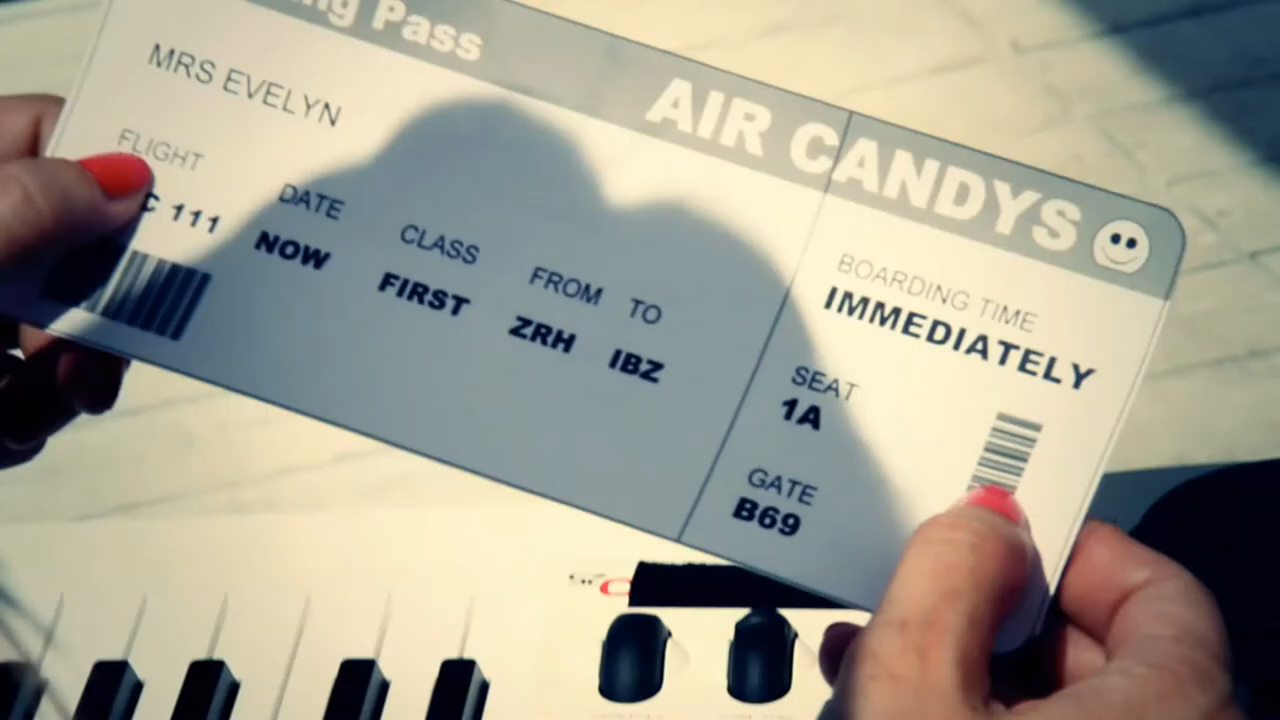 ng Pass
AIR CANDYS
MRS EVELYN
FLIGHT
C 111
DATE
NOW
CLASS
FIRST
FROM TO
ZRH IBZ
BOARDING TIME
IMMEDIATELY
SEAT
1A
GATE
B69